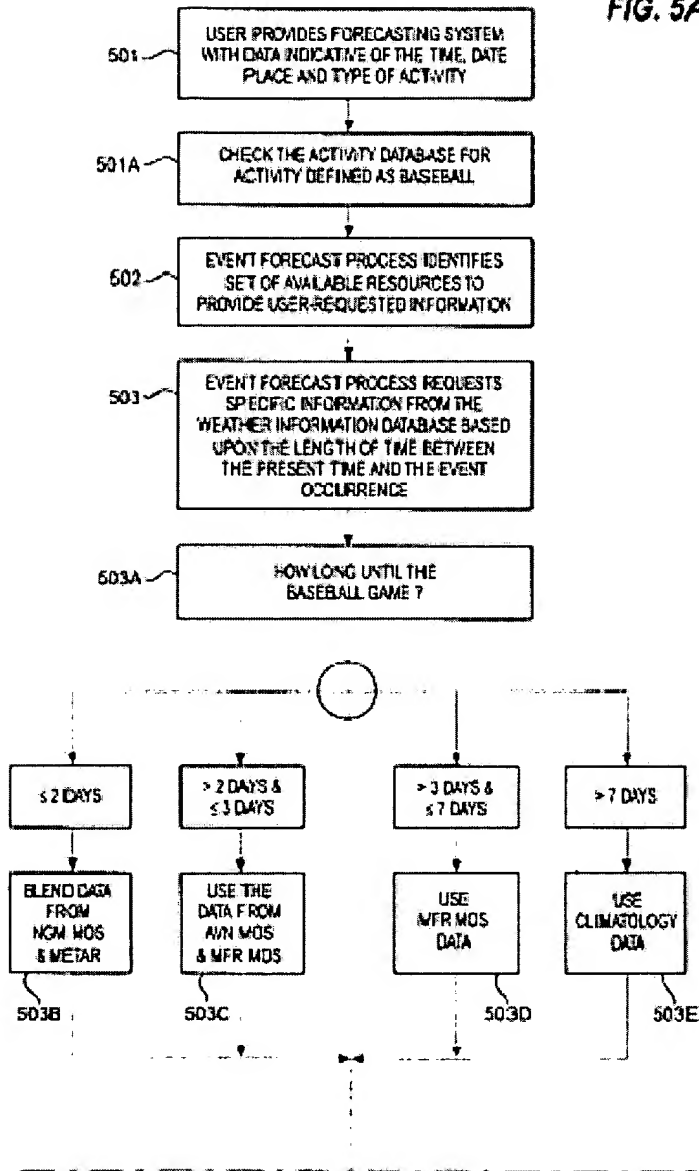 FIG. 5A
501
USER PROVIDES FORECASTING SYSTEM
WITH DATA INDICATIVE OF THE TIME, DATE
PLACE AND TYPE OF ACTIVITY
501A
CHECK THE ACTIVITY DATABASE FOR
ACTIVITY DEFINED AS BASEBALL
502
EVENT FORECAST PROCESS IDENTIFIES
SET OF AVAILABLE RESOURCES TO
PROVIDE USER-REQUESTED INFORMATION
503
EVENT FORECAST PROCESS REQUESTS
SPECIFIC INFORMATION FROM THE
WEATHER INFORMATION DATABASE BASED
UPON THE LENGTH OF TIME BETWEEN
THE PRESENT TIME AND THE EVENT
OCCURRENCE
503A
HOW LONG UNTIL THE
BASEBALL GAME ?
≤ 2 DAYS
> 2 DAYS &
≤ 3 DAYS
> 3 DAYS &
≤ 7 DAYS
> 7 DAYS
BLEND DATA
FROM
NGM MOS
& METAR
USE THE
DATA FROM
AVN MOS
& MFR MOS
USE
MFR MOS
DATA
USE
CLIMATOLOGY
DATA
503B
503C
503D
503E